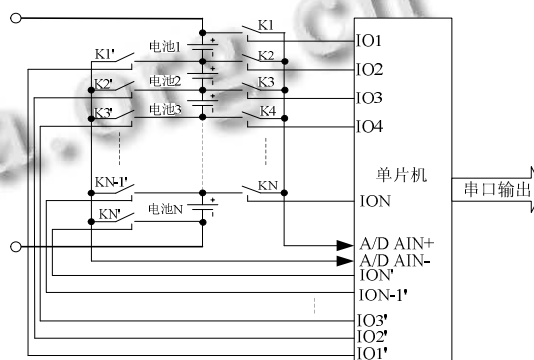 K1
IO1
K1'
电池1
K2
IO2
K2'
电池2
K3
IO3
K3'
电池3
K4
IO4
单片机
串口输出
KN-1'
KN
ION
KN'
电池N
A/D AIN+
A/D AIN-
ION'
ION-1'
IO3'
IO2'
IO1'